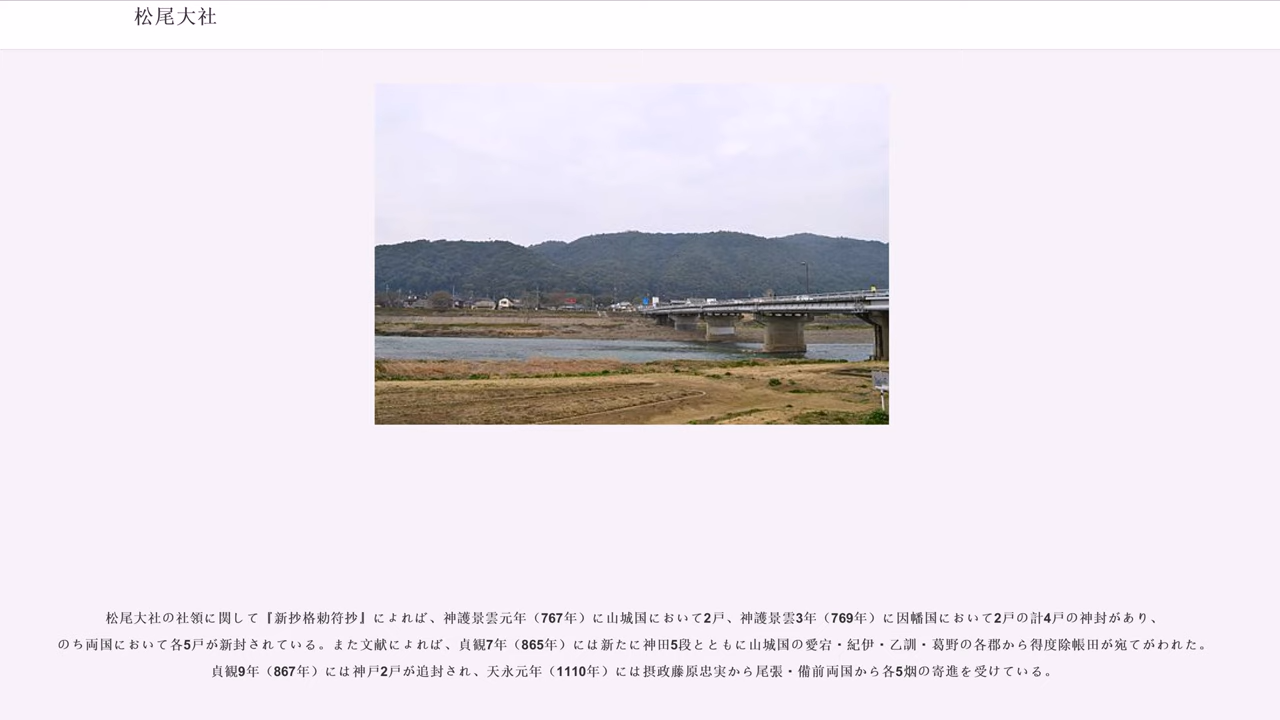 松尾大社
松尾大社の社領に関して『新抄格勅符抄』によれば、神護景雲元年（767年）に山城国において2戸、神護景雲3年（769年）に因幡国において2戸の計4戸の神封があり、
のち両国において各5戸が新封されている。また文献によれば、貞観7年（865年）には新たに神田5段とともに山城国の愛宕・紀伊・乙訓・葛野の各郡から得度除帳田が宛てがわれた。
貞観9年（867年）には神戸2戸が追封され、天永元年（1110年）には摂政藤原忠実から尾張・備前両国から各5烟の寄進を受けている。